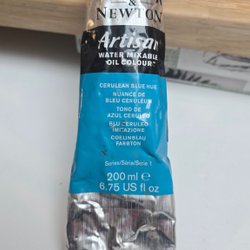 & NEWTON
Artisan
WATER MIXABLE
OIL COLOUR
CERULEAN BLUE HUE
NUANCE DE
BLEU CERULEUM
TONO DE
AZUL CERÚLEO
BLU CERULEO
IMITAZIONE
COELINBLAU
FARBTON
Series/Série/Serie 1
200 ml e
6.75 US fl oz